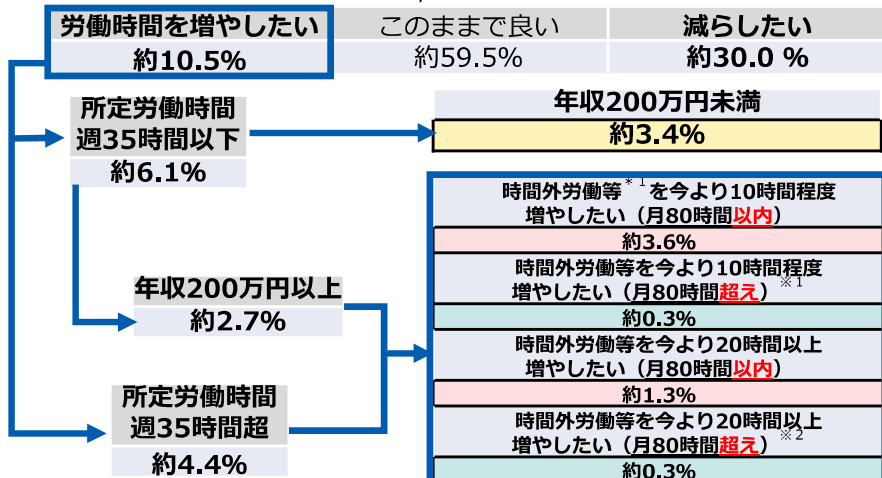 労働時間を増やしたい
約10.5%
このままで良い
約59.5%
減らしたい
約30.0 %
所定労働時間
週35時間以下
約6.1%
年収200万円未満
約3.4%
年収200万円以上
約2.7%
所定労働時間
週35時間超
約4.4%
時間外労働等＊１を今より10時間程度
増やしたい（月80時間以内）
約3.6%
時間外労働等を今より10時間程度
増やしたい（月80時間超え）※１
約0.3%
時間外労働等を今より20時間以上
増やしたい（月80時間以内）
約1.3%
時間外労働等を今より20時間以上
増やしたい（月80時間超え）※２
約0.3%